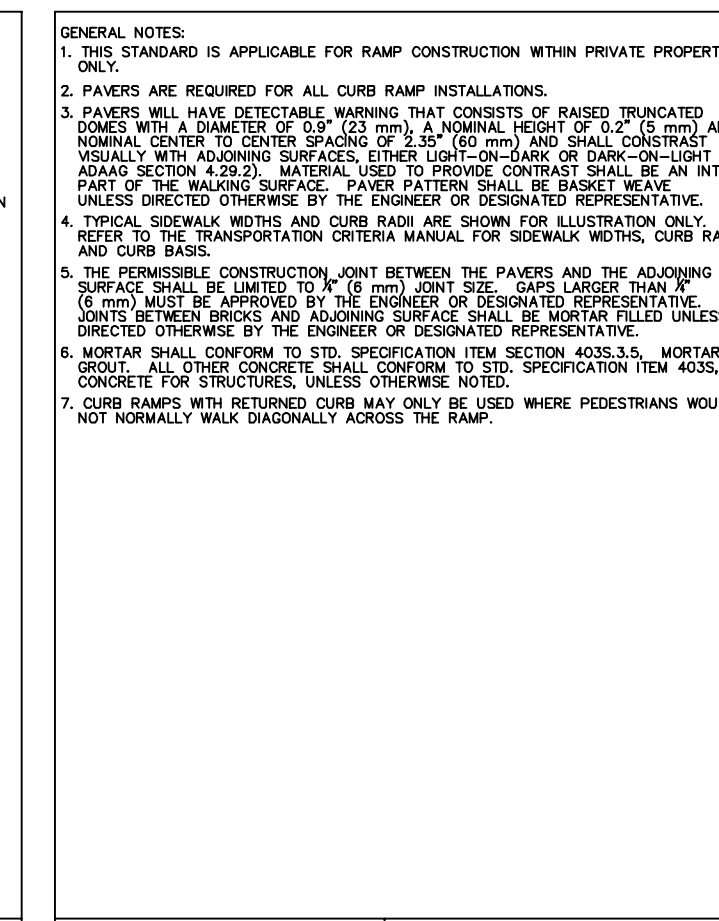 GENERAL NOTES:
1. THIS STANDARD IS APPLICABLE FOR RAMP CONSTRUCTION WITHIN PRIVATE PROPERT
ONLY.
2. PAVERS ARE REQUIRED FOR ALL CURB RAMP INSTALLATIONS.
3. PAVERS WILL HAVE DETECTABLE WARNING THAT CONSISTS OF RAISED TRUNCATED
DOMES WITH A DIAMETER OF 0.9" (23 mm), A NOMINAL HEIGHT OF 0.2" (5 mm) A
NOMINAL CENTER TO CENTER SPACING OF 2.35" (60 mm) AND SHALL CONSTRAST
VISUALLY WITH ADJOINING SURFACES, EITHER LIGHT-ON-DARK OR DARK-ON-LIGHT
ADAAG SECTION 4.29.2). MATERIAL USED TO PROVIDE CONTRAST SHALL BE AN INT
PART OF THE WALKING SURFACE. PAVER PATTERN SHALL BE BASKET WEAVE
UNLESS DIRECTED OTHERWISE BY THE ENGINEER OR DESIGNATED REPRESENTATIVE.
N
4. TYPICAL SIDEWALK WIDTHS AND CURB RADII ARE SHOWN FOR ILLUSTRATION ONLY.
REFER TO THE TRANSPORTATION CRITERIA MANUAL FOR SIDEWALK WIDTHS, CURB RA
AND CURB BASIS.
5. THE PERMISSIBLE CONSTRUCTION JOINT BETWEEN THE PAVERS AND THE ADJOINING
SURFACE SHALL BE LIMITED TO ¼" (6 mm) JOINT SIZE. GAPS LARGER THAN ¼"
(6 mm) MUST BE APPROVED BY THE ENGINEER OR DESIGNATED REPRESENTATIVE.
JOINTS BETWEEN BRICKS AND ADJOINING SURFACE SHALL BE MORTAR FILLED UNLES
DIRECTED OTHERWISE BY THE ENGINEER OR DESIGNATED REPRESENTATIVE.
6. MORTAR SHALL CONFORM TO STD. SPECIFICATION ITEM SECTION 403S.3.5, MORTAR
GROUT. ALL OTHER CONCRETE SHALL CONFORM TO STD. SPECIFICATION ITEM 403S,
CONCRETE FOR STRUCTURES, UNLESS OTHERWISE NOTED.
7. CURB RAMPS WITH RETURNED CURB MAY ONLY BE USED WHERE PEDESTRIANS WOU
NOT NORMALLY WALK DIAGONALLY ACROSS THE RAMP.